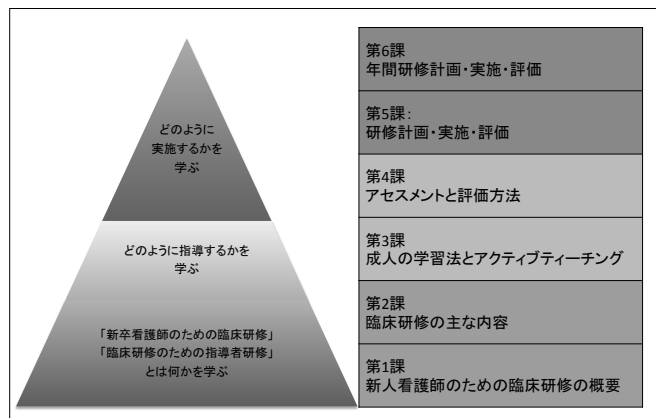 どのように
実施するかを
学ぶ
どのように指導するかを
学ぶ
「新卒看護師のための臨床研修」
「臨床研修のための指導者研修」
とは何かを学ぶ
第6課
年間研修計画・実施・評価
第5課:
研修計画・実施・評価
第4課
アセスメントと評価方法
第3課
成人の学習法とアクティブティーチング
第2課
臨床研修の主な内容
第1課
新人看護師のための臨床研修の概要